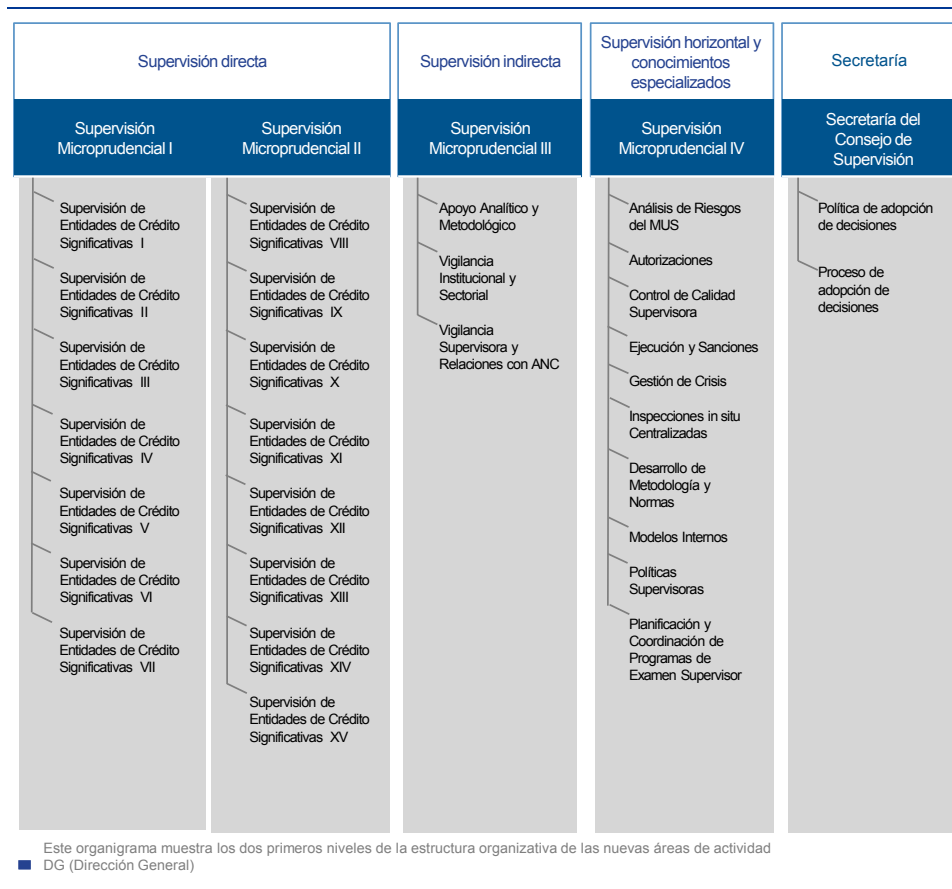 Supervisión directa
Supervisión indirecta
Supervisión horizontal y
conocimientos
especializados
Secretaría
Supervisión
Microprudencial I
Supervisión
Microprudencial II
Supervisión
Microprudencial III
Supervisión
Microprudencial IV
Secretaría del
Consejo de
Supervisión
Supervisión de
Entidades de Crédito
Significativas I
Supervisión de
Entidades de Crédito
Significativas II
Supervisión de
Entidades de Crédito
Significativas III
Supervisión de
Entidades de Crédito
Significativas IV
Supervisión de
Entidades de Crédito
Significativas V
Supervisión de
Entidades de Crédito
Significativas VI
Supervisión de
Entidades de Crédito
Significativas VII
Supervisión de
Entidades de Crédito
Significativas VIII
Supervisión de
Entidades de Crédito
Significativas IX
Supervisión de
Entidades de Crédito
Significativas X
Supervisión de
Entidades de Crédito
Significativas XI
Supervisión de
Entidades de Crédito
Significativas XII
Supervisión de
Entidades de Crédito
Significativas XIII
Supervisión de
Entidades de Crédito
Significativas XIV
Supervisión de
Entidades de Crédito
Significativas XV
Apoyo Analítico y
Metodológico
Vigilancia
Institucional y
Sectorial
Vigilancia
Supervisora y
Relaciones con ANC
Análisis de Riesgos
del MUS
Autorizaciones
Control de Calidad
Supervisora
Ejecución y Sanciones
Gestión de Crisis
Inspecciones in situ
Centralizadas
Desarrollo de
Metodología y
Normas
Modelos Internos
Políticas
Supervisoras
Planificación y
Coordinación de
Programas de
Examen Supervisor
Política de adopción
de decisiones
Proceso de
adopción de
decisiones
Este organigrama muestra los dos primeros niveles de la estructura organizativa de las nuevas áreas de actividad
DG (Dirección General)